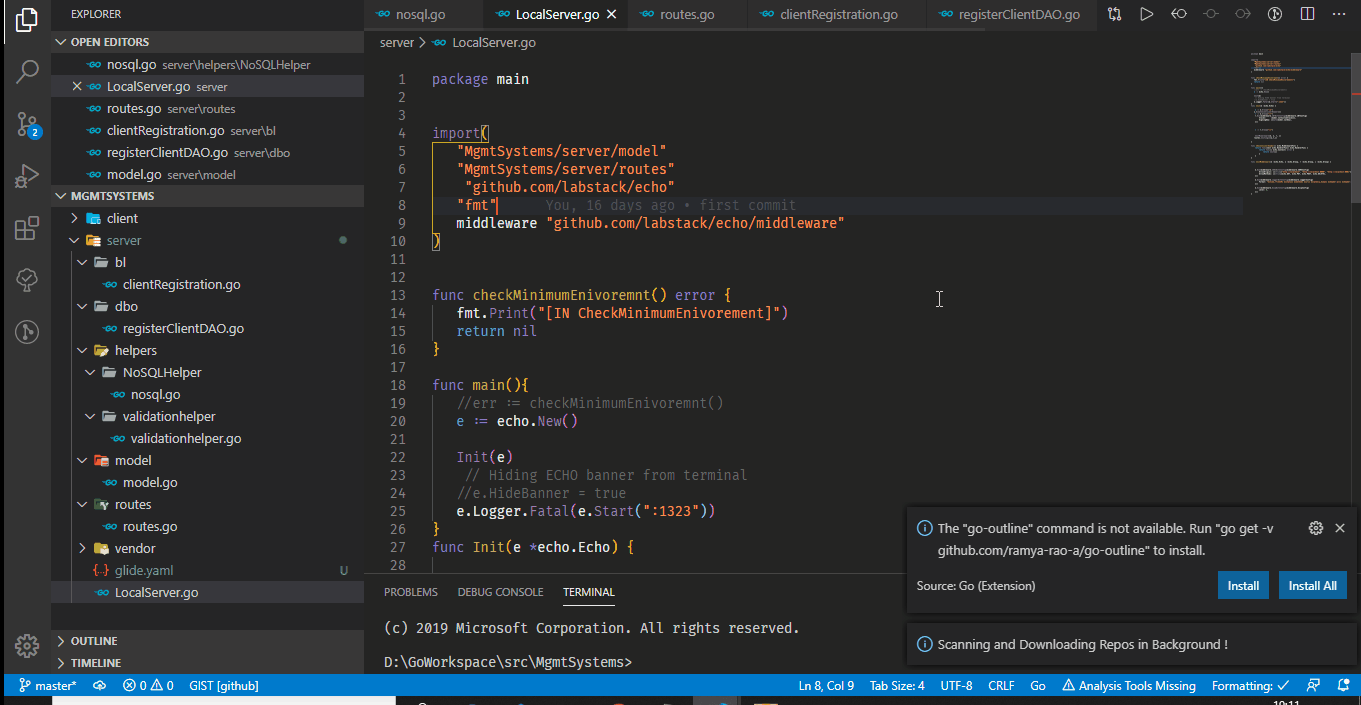 EXPLORER
OPEN EDITORS
nosql.go server\helpers\NoSQLHelper
LocalServer.go server
routes.go server\routes
clientRegistration.go server\bl
registerClientDAO.go server\dbo
model.go server\model
MGMTSYSTEMS
client
server
bl
clientRegistration.go
dbo
registerClientDAO.go
helpers
NoSQLHelper
nosql.go
validationhelper
validationhelper.go
model
model.go
routes
routes.go
vendor
glide.yaml U
LocalServer.go
OUTLINE
TIMELINE
2
nosql.go LocalServer.go routes.go clientRegistration.go registerClientDAO.go
server > LocalServer.go
1 package main
2
3
4 import(
5 "MgmtSystems/server/model"
6 "MgmtSystems/server/routes"
7 "github.com/labstack/echo"
8 "fmt" You, 16 days ago • first commit
9 middleware "github.com/labstack/echo/middleware"
10 )
11
12
13 func checkMinimumEnivoremnt() error {
14 fmt.Print("[IN CheckMinimumEnivorement]")
15 return nil
16 }
17
18 func main(){
19 //err := checkMinimumEnivoremnt()
20 e := echo.New()
21
22 Init(e)
23 // Hiding ECHO banner from terminal
24 //e.HideBanner = true
25 e.Logger.Fatal(e.Start(":1323"))
26 }
27 func Init(e *echo.Echo) {
28
PROBLEMS DEBUG CONSOLE TERMINAL
(c) 2019 Microsoft Corporation. All rights reserved.
D:\GoWorkspace\src\MgmtSystems>
The "go-outline" command is not available. Run "go get -v
github.com/ramya-rao-a/go-outline" to install.
Source: Go (Extension) Install Install All
Scanning and Downloading Repos in Background !
master* 0 0 GIST [github] Ln 8, Col 9 Tab Size: 4 UTF-8 CRLF Go Analysis Tools Missing Formatting: ✓